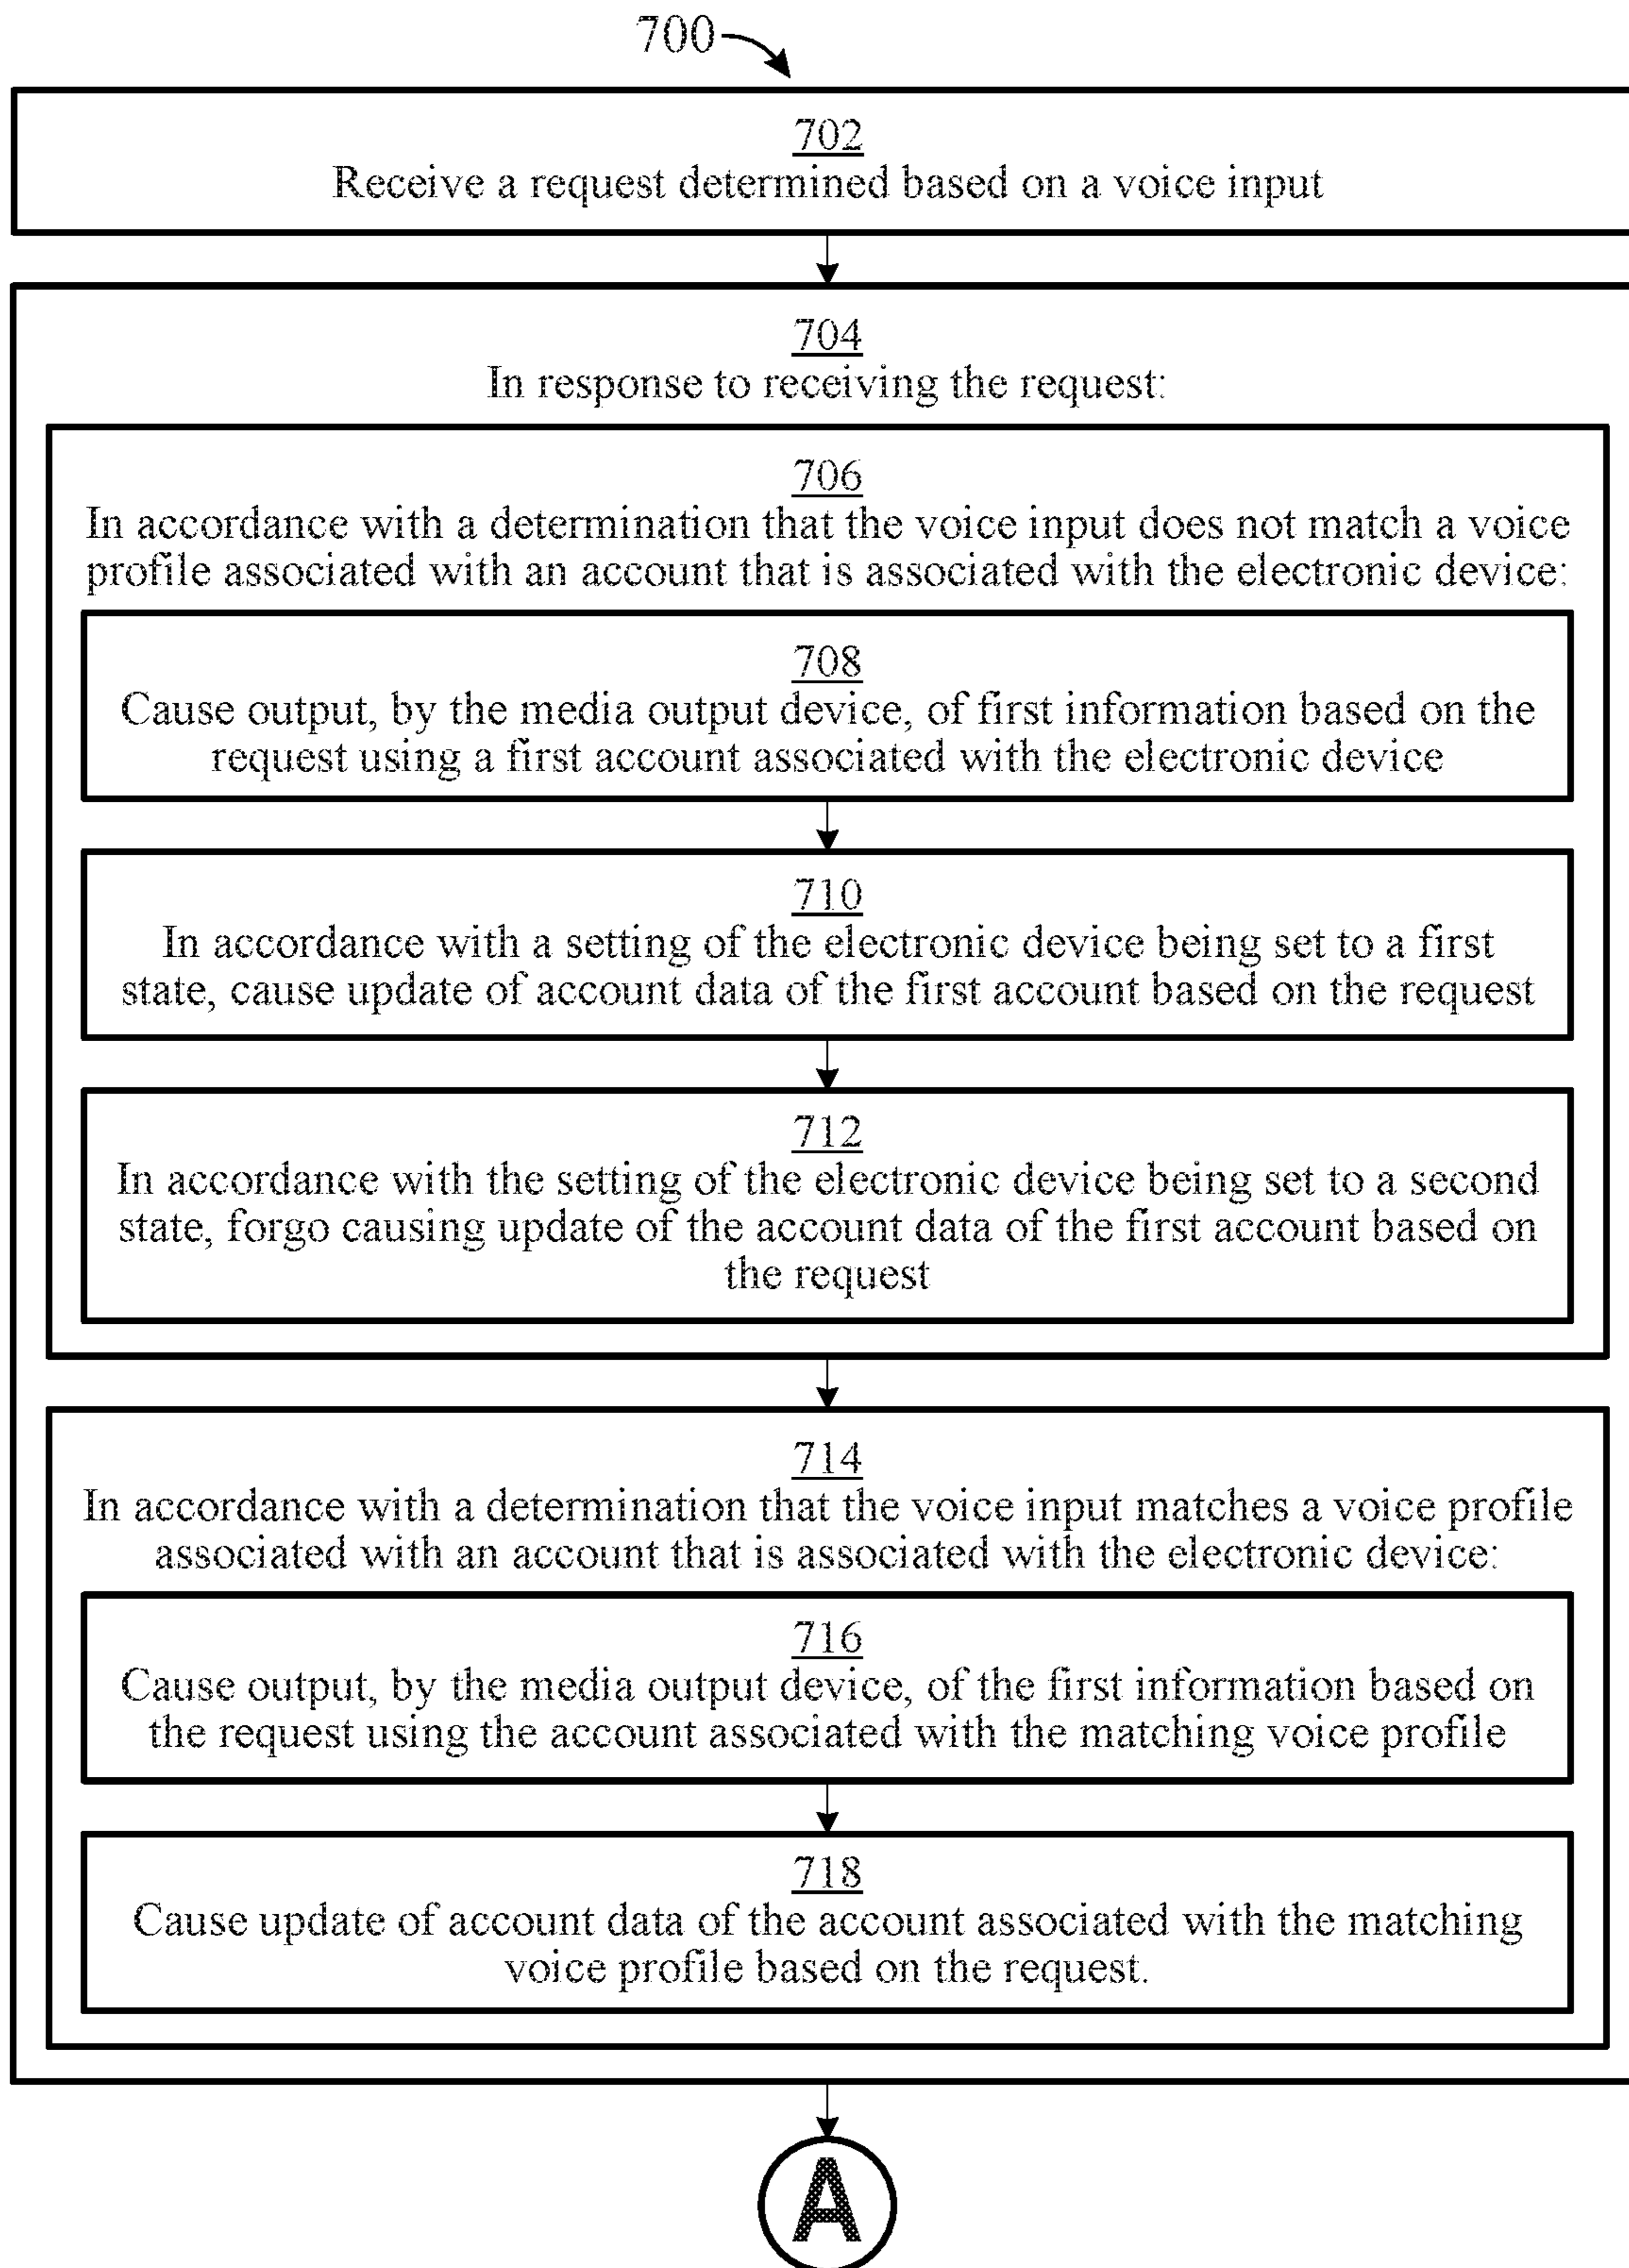 700
702
Receive a request determined based on a voice input
704
In response to receiving the request:
706
In accordance with a determination that the voice input does not match a voice
profile associated with an account that is associated with the electronic device:
708
Cause output, by the media output device, of first information based on the
request using a first account associated with the electronic device
710
In accordance with a setting of the electronic device being set to a first
state, cause update of account data of the first account based on the request
712
In accordance with the setting of the electronic device being set to a second
state, forgo causing update of the account data of the first account based on
the request
714
In accordance with a determination that the voice input matches a voice profile
associated with an account that is associated with the electronic device:
716
Cause output, by the media output device, of the first information based on
the request using the account associated with the matching voice profile
718
Cause update of account data of the account associated with the matching
voice profile based on the request.
A